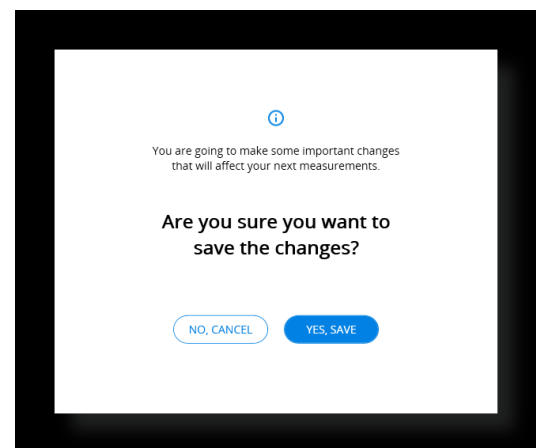 You are going to make some important changes
that will affect your next measurements.
Are you sure you want to
save the changes?
NO, CANCEL
YES, SAVE